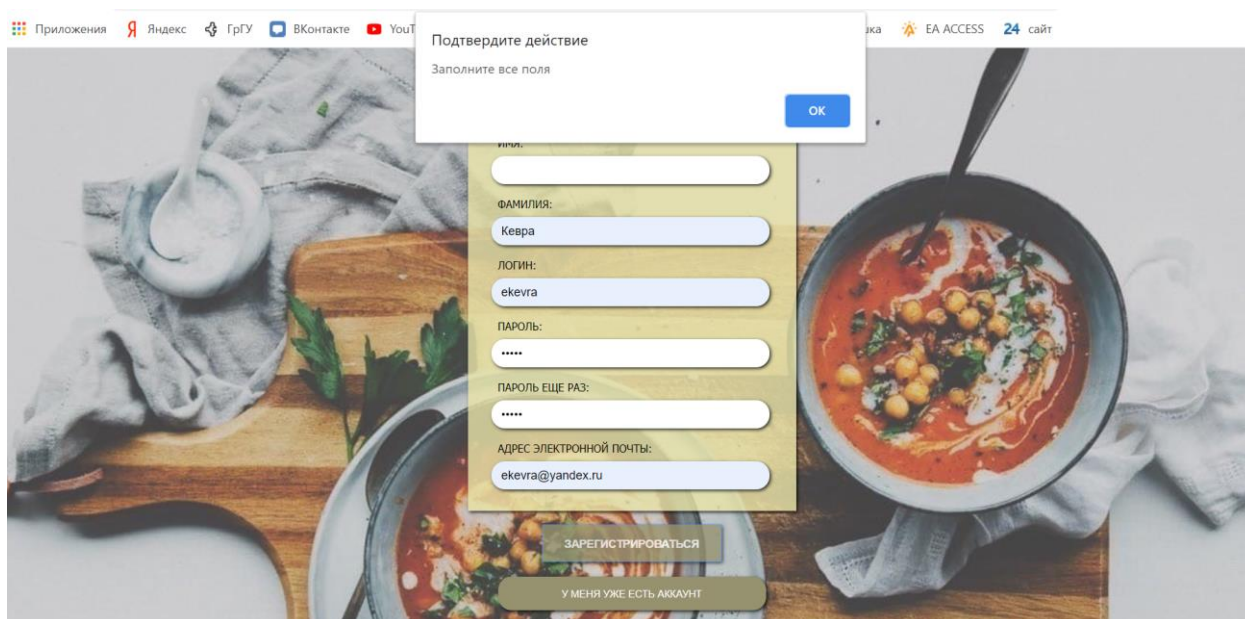 Приложения Яндекс ГрГУ ВКонтакте EA ACCESS 24 сайт
Подтвердите действие
Заполните все поля
ОК
ИМЯ:
ФАМИЛИЯ:
Кевра
ЛОГИН:
ekevra
ПАРОЛЬ:
•••••
ПАРОЛЬ ЕЩЕ РАЗ:
•••••
АДРЕС ЭЛЕКТРОННОЙ ПОЧТЫ:
ekevra@yandex.ru
ЗАРЕГИСТРИРОВАТЬСЯ
У МЕНЯ УЖЕ ЕСТЬ АККАУНТ